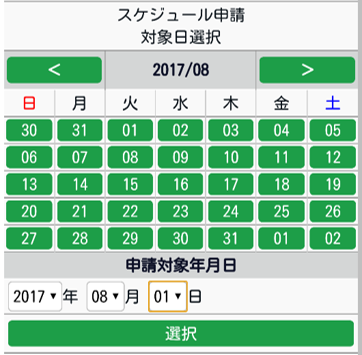 スケジュール申請
対象日選択
< 2017/08 >
日 月 火 水 木 金 土
30 31 01 02 03 04 05
06 07 08 09 10 11 12
13 14 15 16 17 18 19
20 21 22 23 24 25 26
27 28 29 30 31 01 02
申請対象年月日
2017▼年 08▼月 01▼日
選択